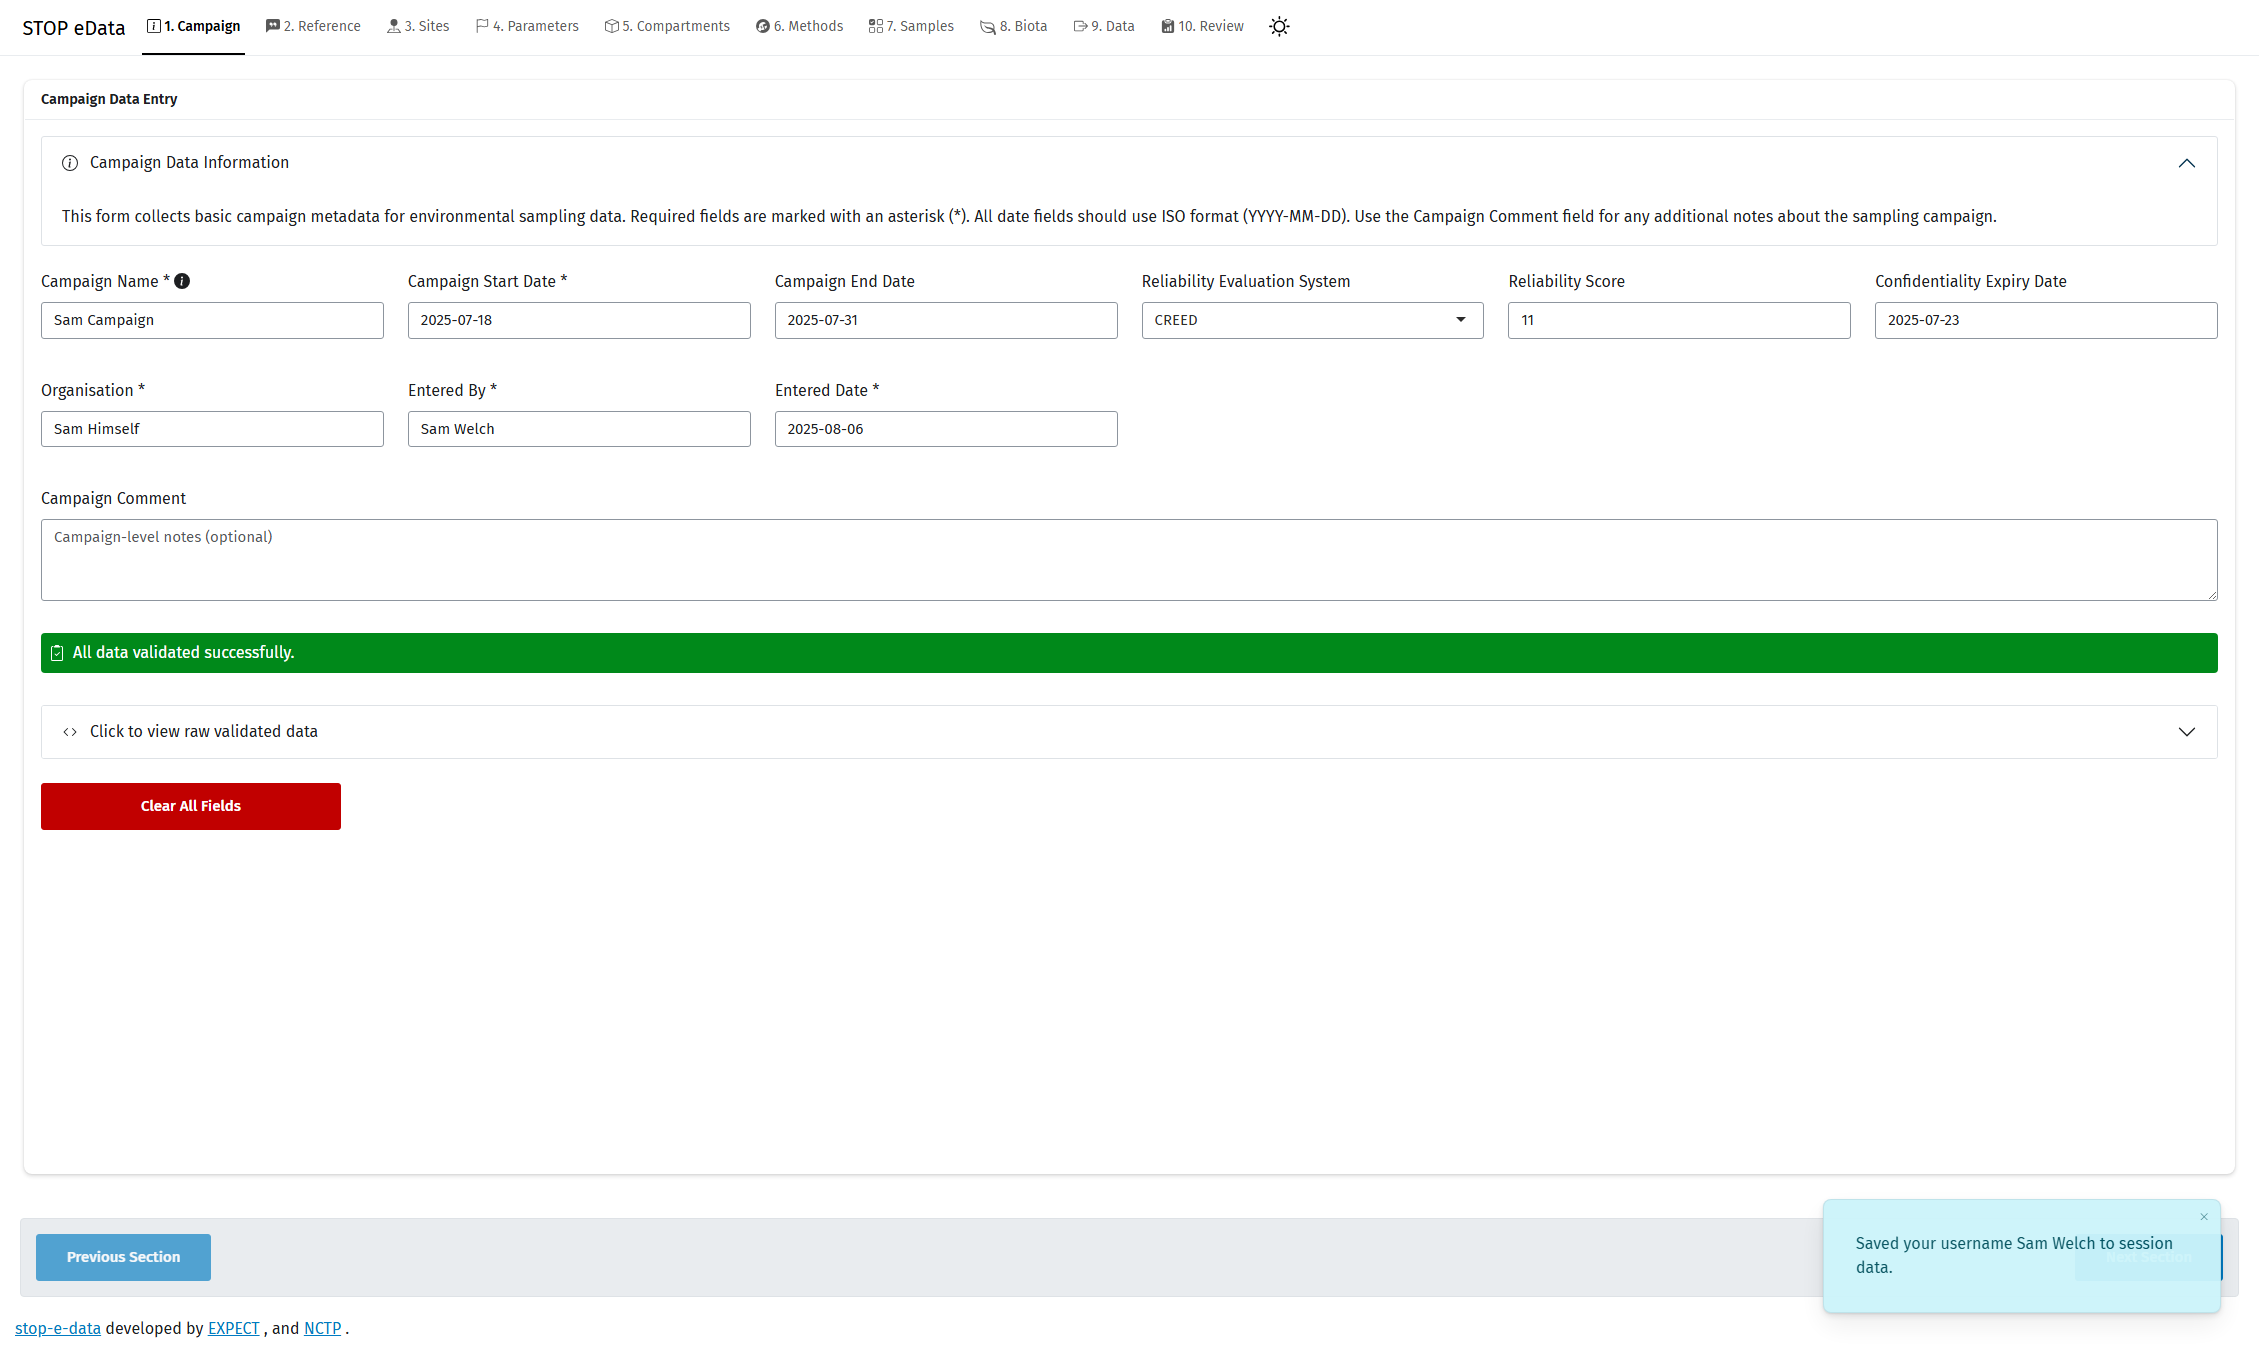 STOP eData 1. Campaign 2. Reference 3. Sites 4. Parameters 5. Compartments 6. Methods 7. Samples 8. Biota 9. Data 10. Review
Campaign Data Entry
Campaign Data Information
This form collects basic campaign metadata for environmental sampling data. Required fields are marked with an asterisk (*). All date fields should use ISO format (YYYY-MM-DD). Use the Campaign Comment field for any additional notes about the sampling campaign.
Campaign Name * Campaign Start Date * Campaign End Date Reliability Evaluation System Reliability Score Confidentiality Expiry Date
Sam Campaign 2025-07-18 2025-07-31 CREED 11 2025-07-23
Organisation * Entered By * Entered Date *
Sam Himself Sam Welch 2025-08-06
Campaign Comment
Campaign-level notes (optional)
All data validated successfully.
Click to view raw validated data
Clear All Fields
Previous Section
Saved your username Sam Welch to session
data.
stop-e-data developed by EXPECT , and NCTP .